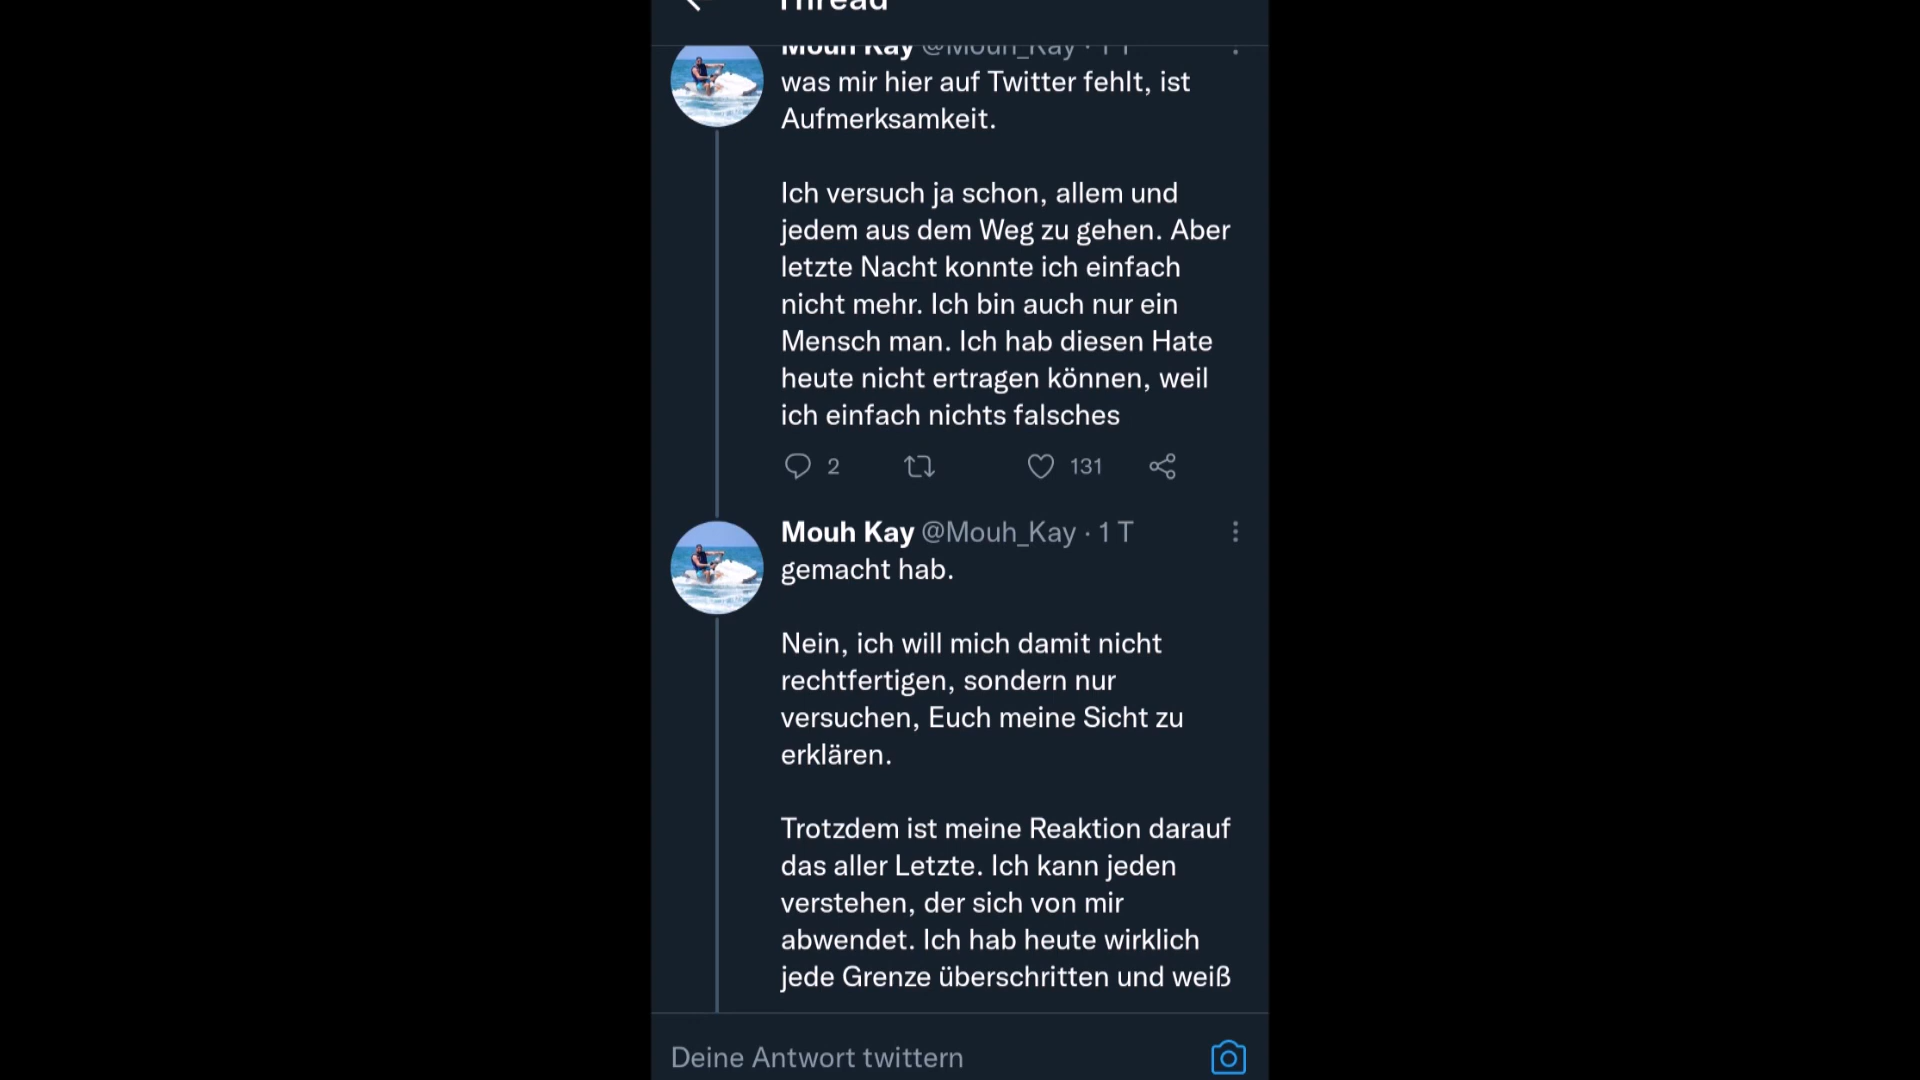 Thread
Mouh Kay @Mouh_Kay · 1 T
was mir hier auf Twitter fehlt, ist
Aufmerksamkeit.
Ich versuch ja schon, allem und
jedem aus dem Weg zu gehen. Aber
letzte Nacht konnte ich einfach
nicht mehr. Ich bin auch nur ein
Mensch man. Ich hab diesen Hate
heute nicht ertragen können, weil
ich einfach nichts falsches
2 131
Mouh Kay @Mouh_Kay · 1 T
gemacht hab.
Nein, ich will mich damit nicht
rechtfertigen, sondern nur
versuchen, Euch meine Sicht zu
erklären.
Trotzdem ist meine Reaktion darauf
das aller Letzte. Ich kann jeden
verstehen, der sich von mir
abwendet. Ich hab heute wirklich
jede Grenze überschritten und weiß
Deine Antwort twittern